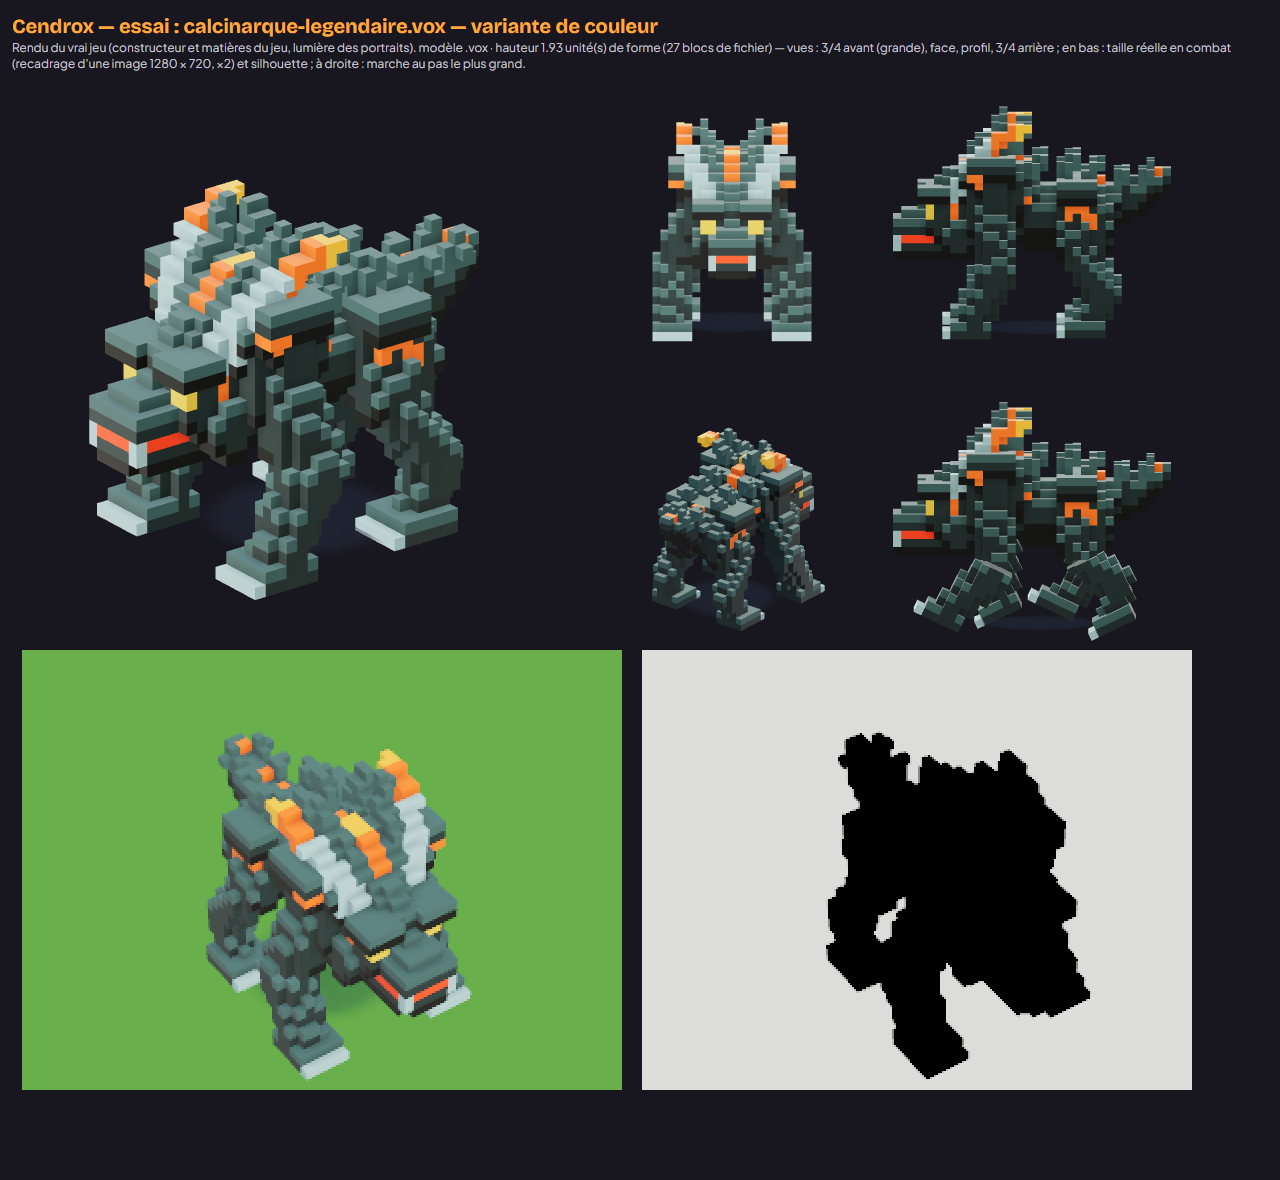 Cendrox — essai : calcinarque-legendaire.vox — variante de couleur
Rendu du vrai jeu (constructeur et matières du jeu, lumière des portraits). modèle .vox · hauteur 1.93 unité(s) de forme (27 blocs de fichier) — vues : 3/4 avant (grande), face, profil, 3/4 arrière ; en bas : taille réelle en combat
(recadrage d'une image 1280 × 720, ×2) et silhouette ; à droite : marche au pas le plus grand.